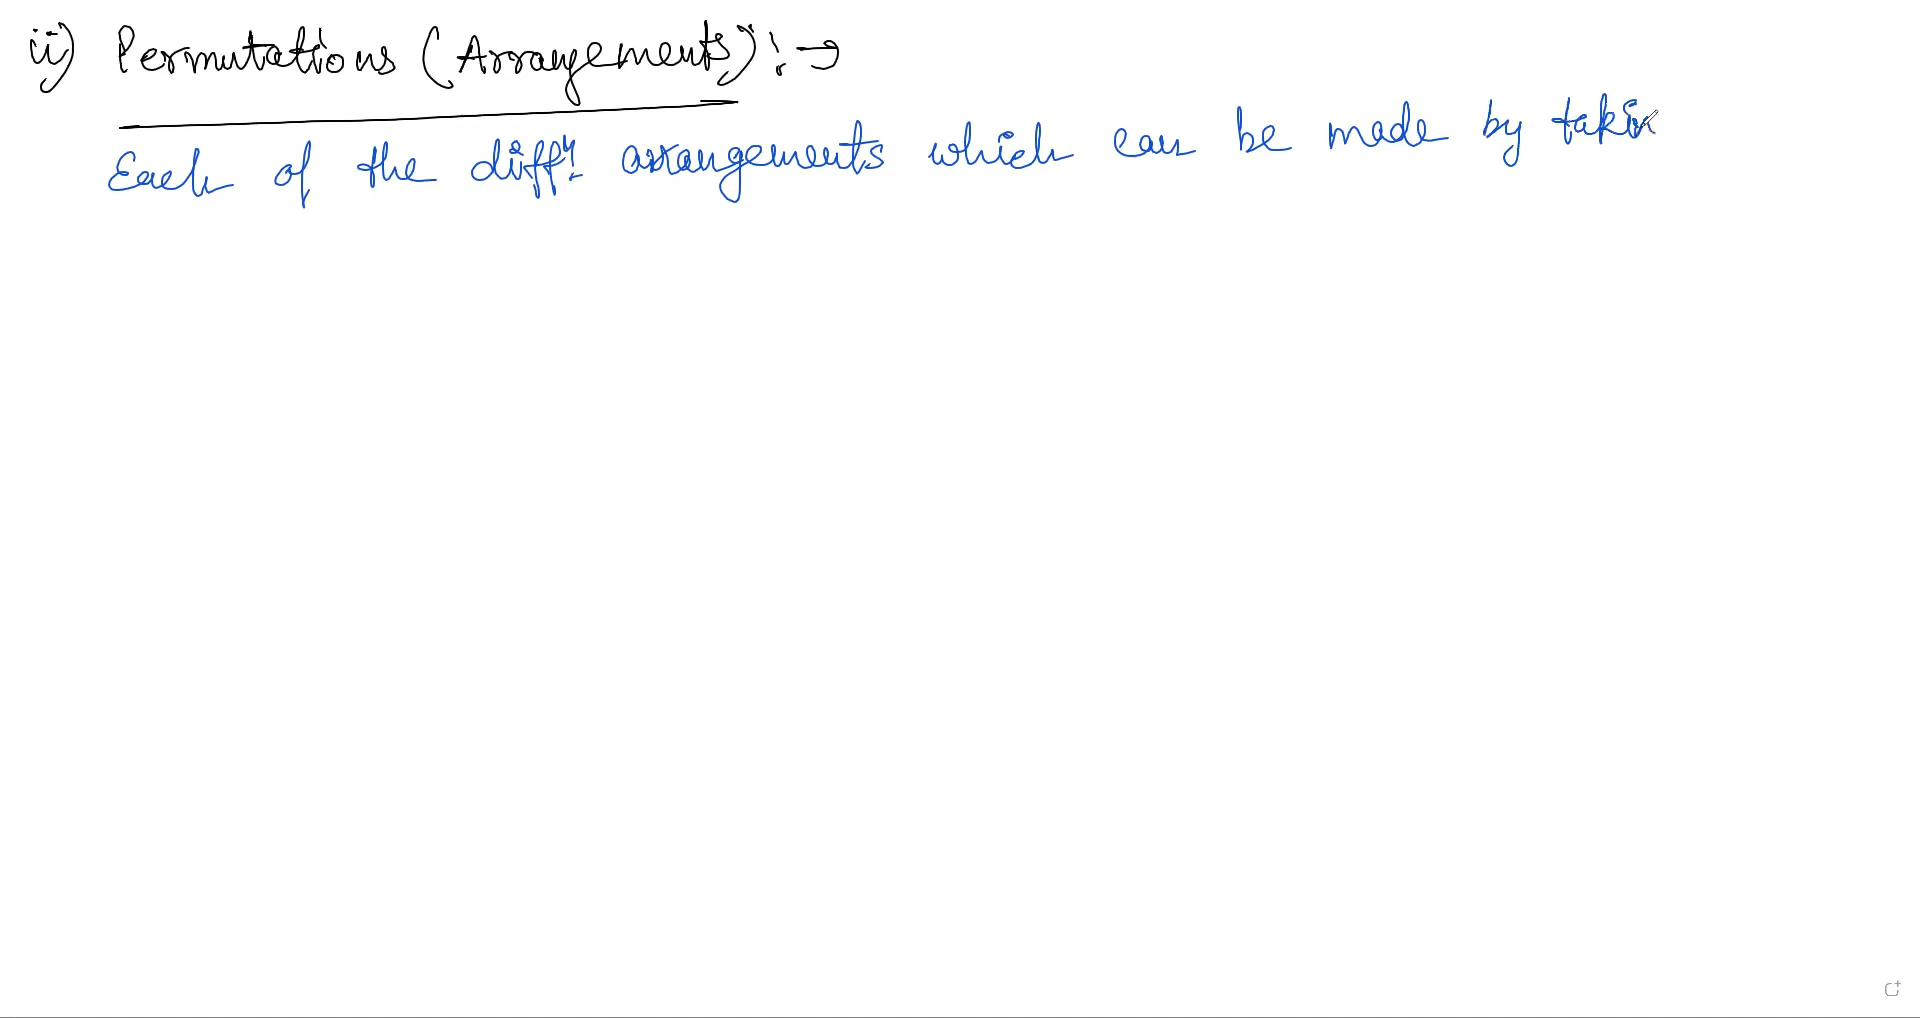 ii) Permutations (Arrangements) : →
Each of the diff. arrangements which can be made by takin